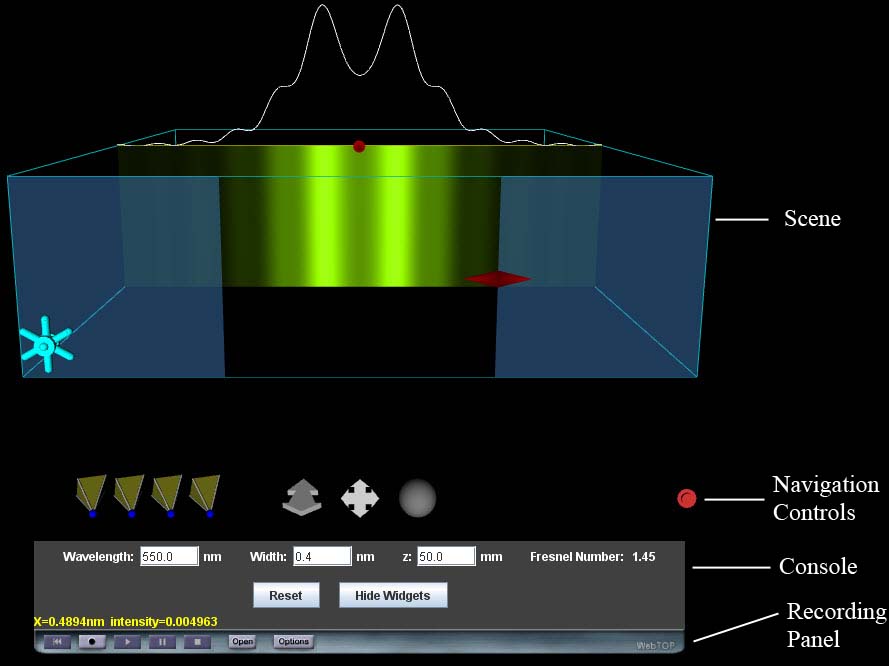 Scene
Navigation
Controls
Wavelength: 550.0 nm Width: 0.4 nm z: 50.0 mm Fresnel Number: 1.45
Console
Reset Hide Widgets
X=0.4894nm intensity=0.004963
Recording
Panel
Open Options WebTOP